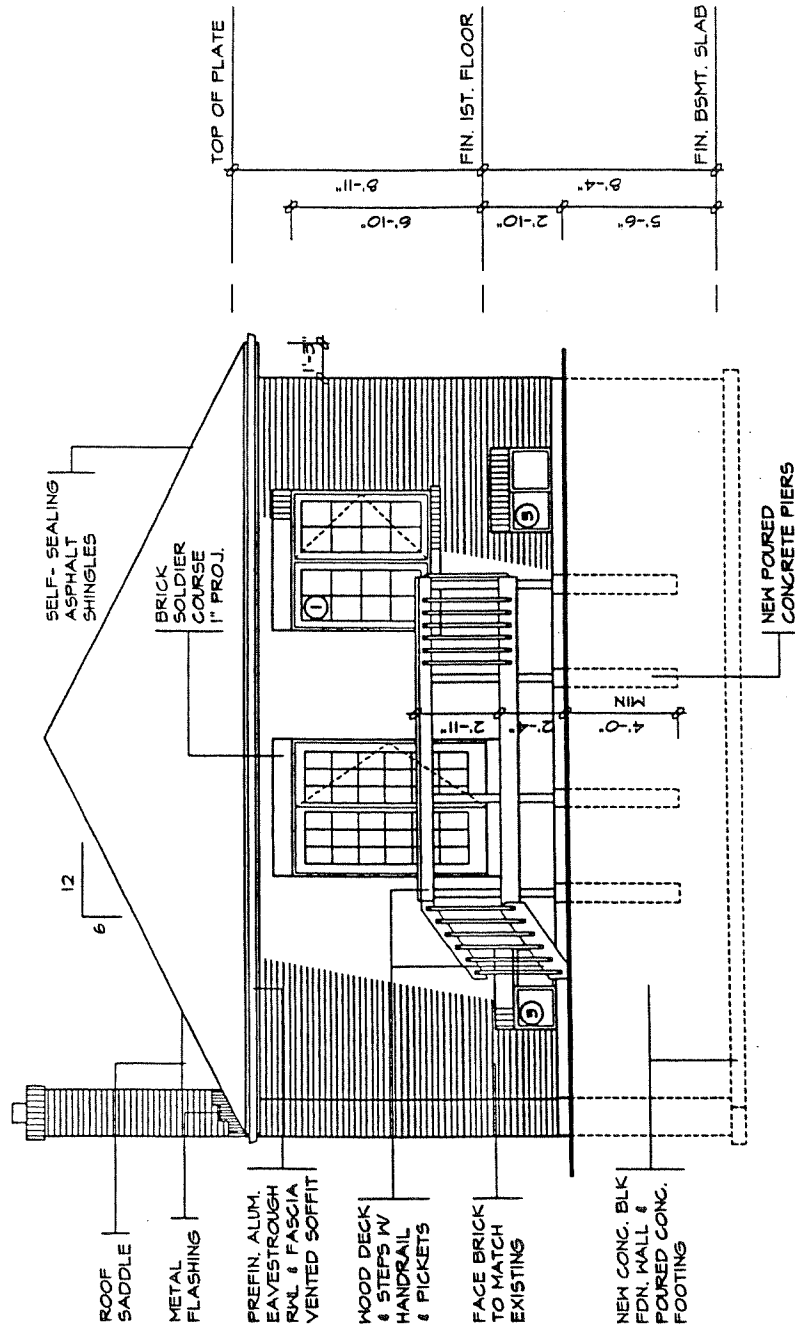 SELF- SEALING
ASPHALT
SHINGLES
BRICK
SOLDIER
COURSE
1" PROJ.
12
6
ROOF
SADDLE
METAL
FLASHING
PREFIN. ALUM.
EAVESTROUGH
RWL & FASCIA
VENTED SOFFIT
WOOD DECK
& STEPS W/
HANDRAIL
& PICKETS
FACE BRICK
TO MATCH
EXISTING
NEW CONC. BLK
FDN. WALL &
POURED CONC.
FOOTING
1
3
3
1'-3"
2'-11"
2'-4"
4'-0"
MIN
NEW POURED
CONCRETE PIERS
TOP OF PLATE
FIN. 1ST. FLOOR
FIN. BSMT. SLAB
8'-11"
8'-4"
6'-10"
2'-10"
5'-6"